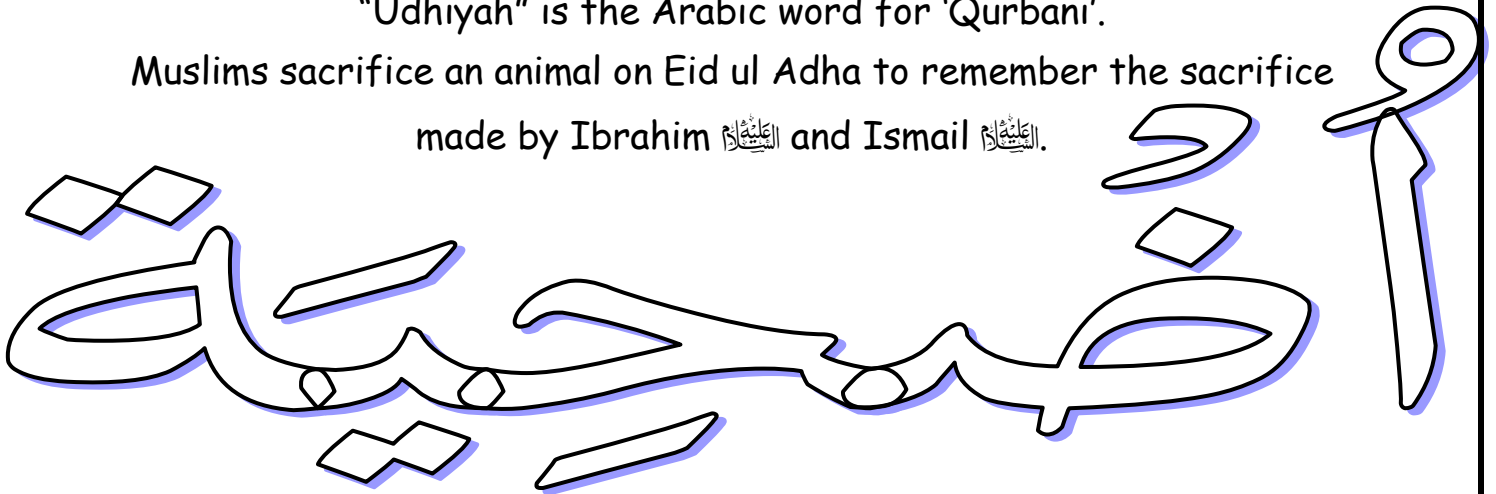 “Udhiyah” is the Arabic word for ‘Qurbani’.
Muslims sacrifice an animal on Eid ul Adha to remember the sacrifice
made by Ibrahim عَلَيْهِ السَّلَام and Ismail عَلَيْهِ السَّلَام.
اُضْحِيَة